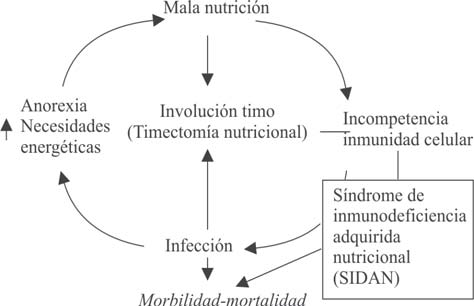 Mala nutrición
Anorexia
Necesidades
energéticas
Involución timo
(Timectomía nutricional)
Incompetencia
inmunidad celular
Síndrome de
inmunodeficiencia
adquirida
nutricional
(SIDAN)
Infección
Morbilidad-mortalidad